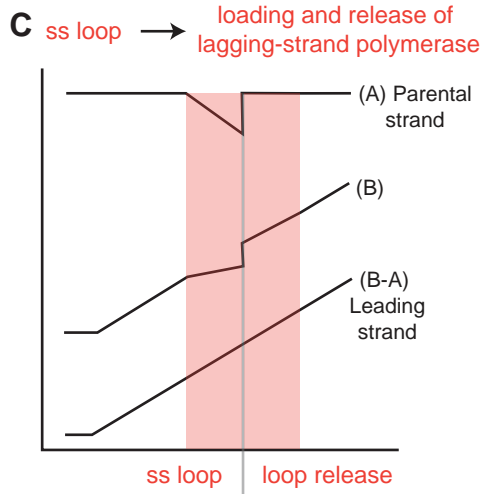 C ss loop → loading and release of
lagging-strand polymerase
(A) Parental
strand
(B)
(B-A)
Leading
strand
ss loop
loop release